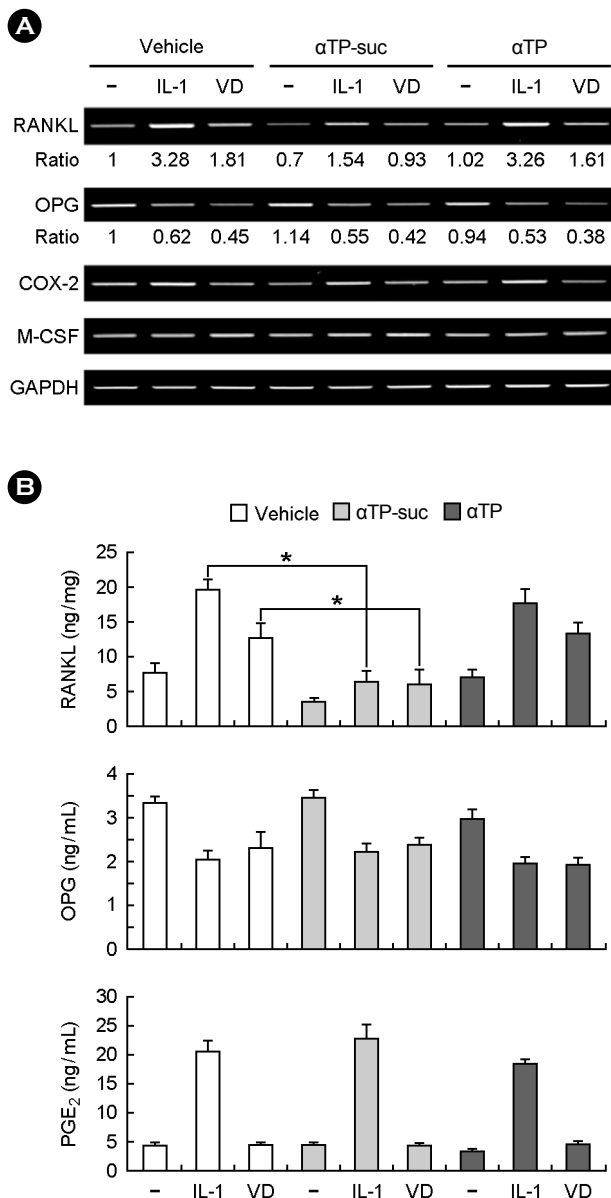 A
Vehicle αTP-suc αTP
– IL-1 VD – IL-1 VD – IL-1 VD
RANKL
Ratio 1 3.28 1.81 0.7 1.54 0.93 1.02 3.26 1.61
OPG
Ratio 1 0.62 0.45 1.14 0.55 0.42 0.94 0.53 0.38
COX-2
M-CSF
GAPDH
B
Vehicle αTP-suc αTP
RANKL (ng/mg)
25
20
15
10
5
0
* 
*
OPG (ng/mL)
4
3
2
1
0
PGE₂ (ng/mL)
30
25
20
15
10
5
0
– IL-1 VD – IL-1 VD – IL-1 VD